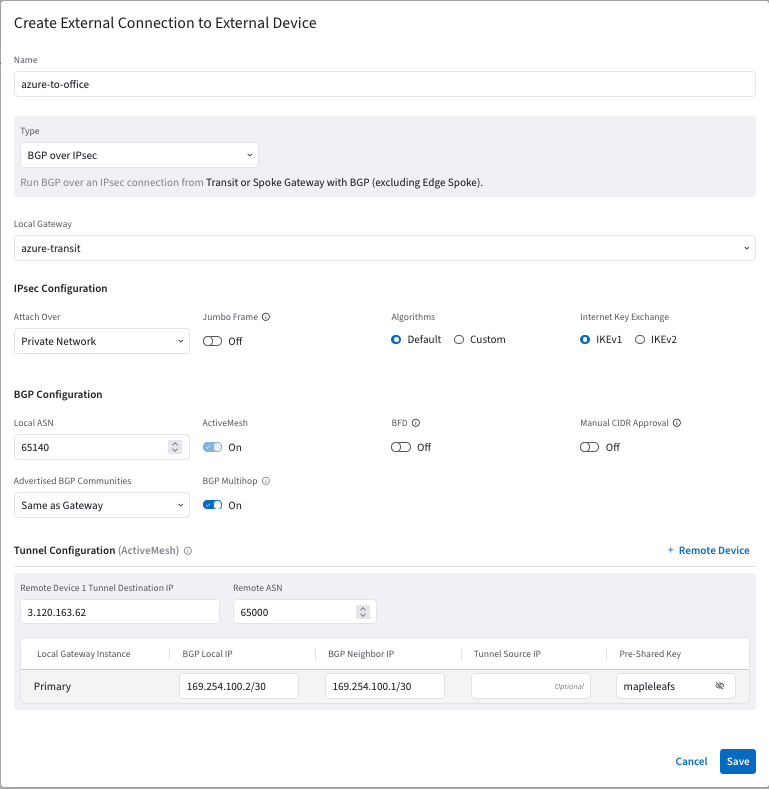 Create External Connection to External Device
Name
azure-to-office
Type
BGP over IPsec
Run BGP over an IPsec connection from Transit or Spoke Gateway with BGP (excluding Edge Spoke).
Local Gateway
azure-transit
IPsec Configuration
Attach Over Jumbo Frame Algorithms Internet Key Exchange
Private Network Off Default Custom IKEv1 IKEv2
BGP Configuration
Local ASN ActiveMesh BFD Manual CIDR Approval
65140 On Off Off
Advertised BGP Communities BGP Multihop
Same as Gateway On
Tunnel Configuration (ActiveMesh) + Remote Device
Remote Device 1 Tunnel Destination IP Remote ASN
3.120.163.62 65000
Local Gateway Instance BGP Local IP BGP Neighbor IP Tunnel Source IP Pre-Shared Key
Primary 169.254.100.2/30 169.254.100.1/30 Optional mapleleafs
Cancel Save